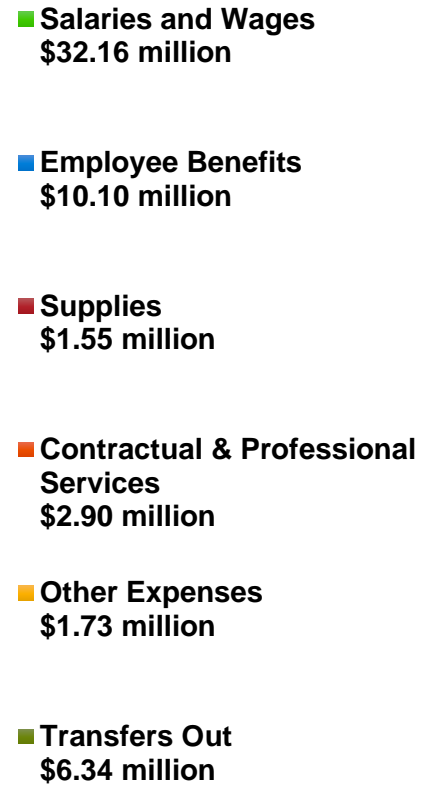 Salaries and Wages
$32.16 million
Employee Benefits
$10.10 million
Supplies
$1.55 million
Contractual & Professional
Services
$2.90 million
Other Expenses
$1.73 million
Transfers Out
$6.34 million